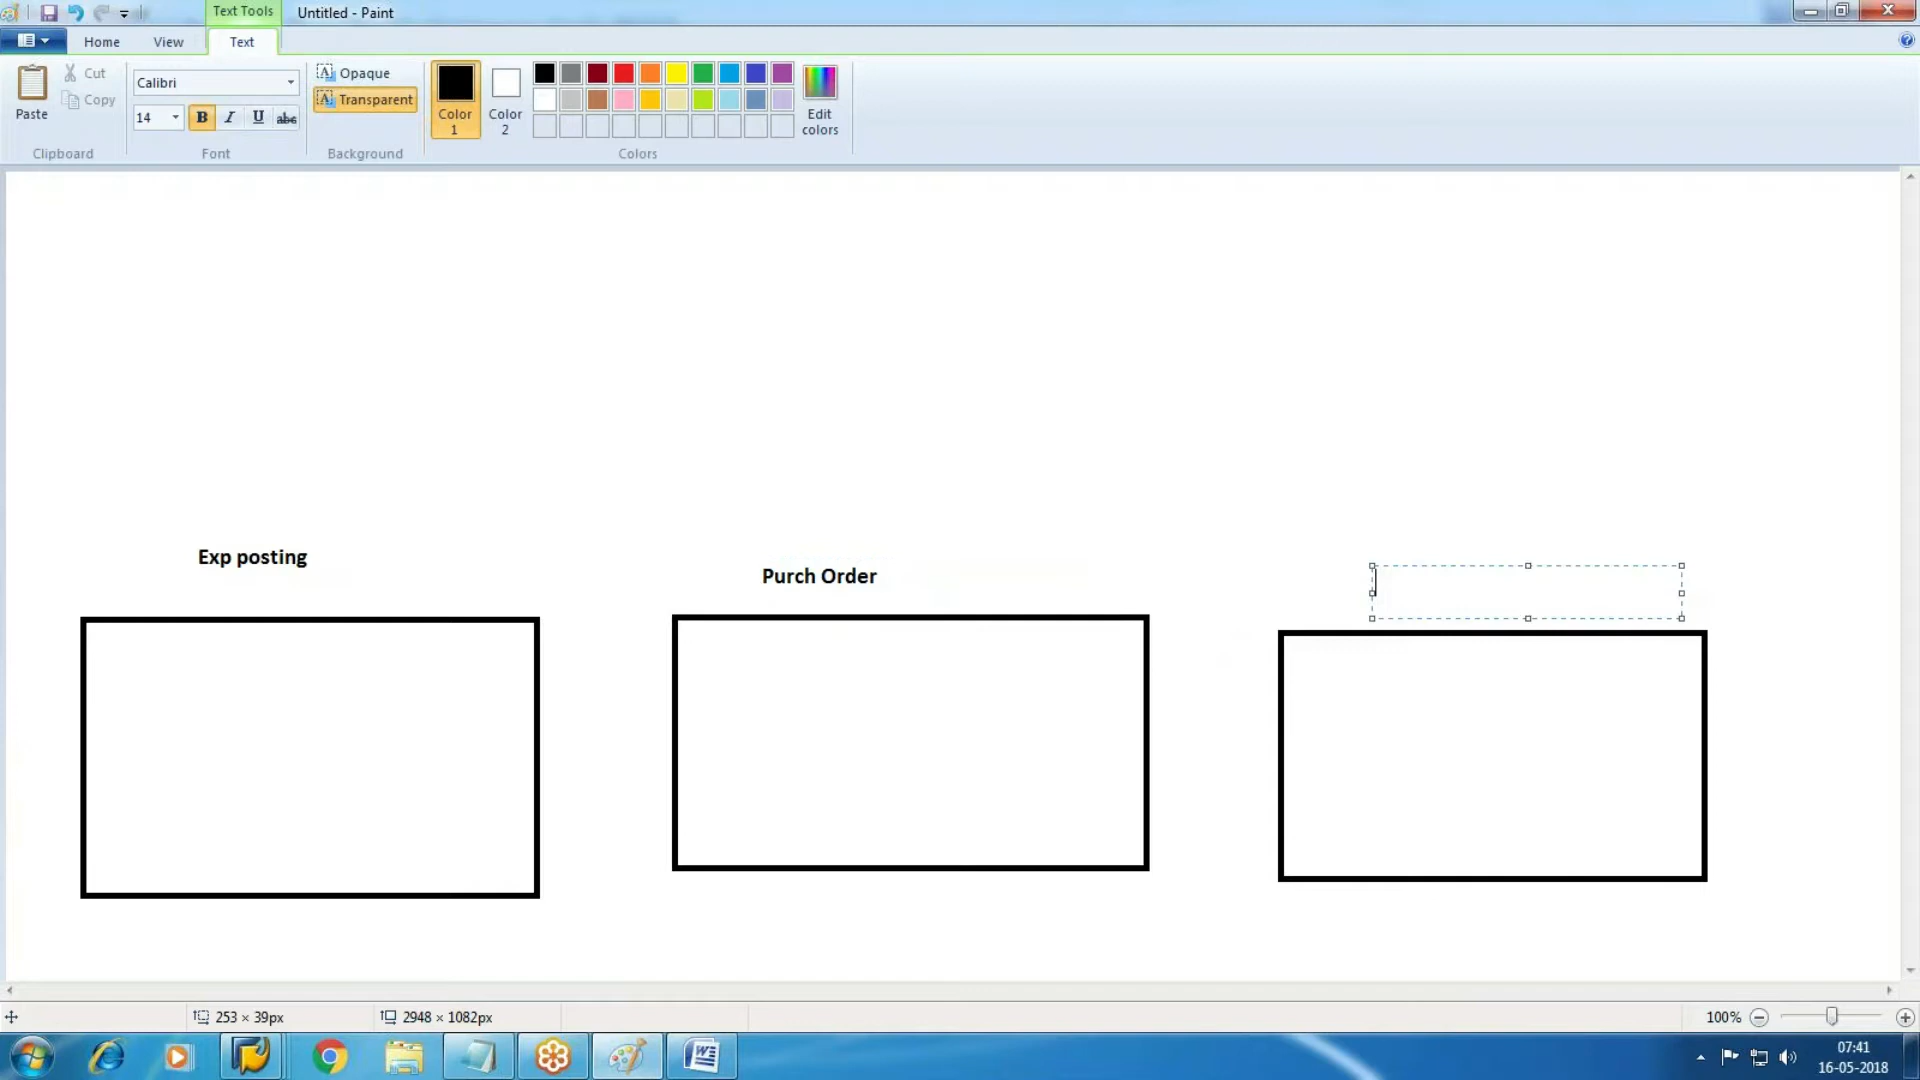 Text Tools
Untitled - Paint
Home
View
Text
Paste
Cut
Copy
Clipboard
Calibri
14
B
I
U
abc
Font
Opaque
Transparent
Background
Color
1
Color
2
Edit
colors
Colors
Exp posting
Purch Order
253 × 39px
2948 × 1082px
100%
07:41
16-05-2018